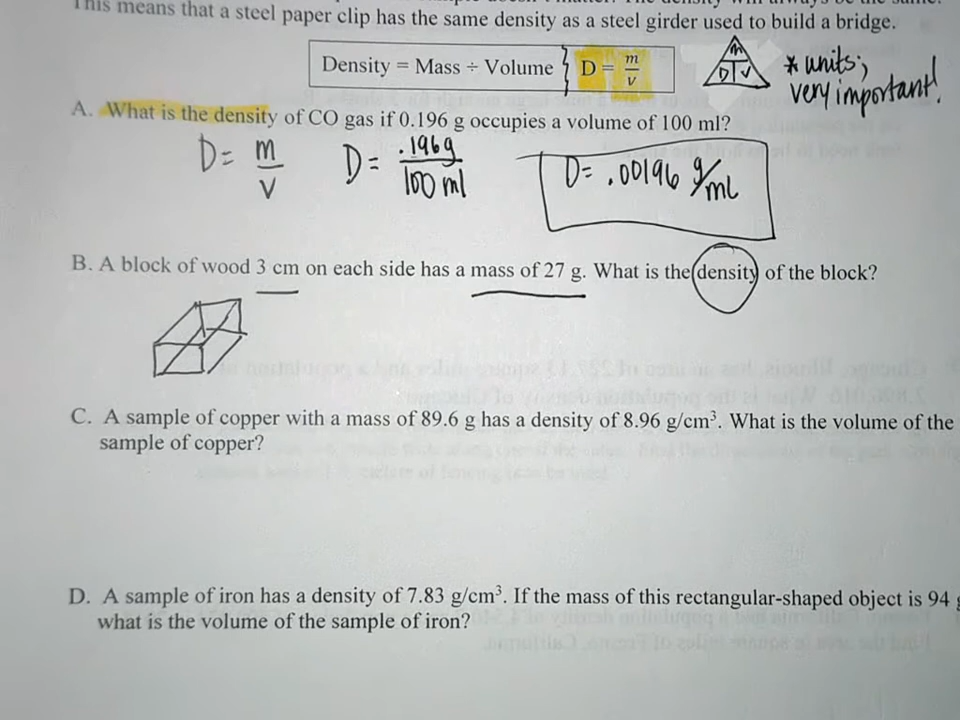 This means that a steel paper clip has the same density as a steel girder used to build a bridge.
Density = Mass ÷ Volume } D = m/v
m
D V
* units;
very important!
A. What is the density of CO gas if 0.196 g occupies a volume of 100 ml?
D = m/v D = .196g/100 ml D = .00196 g/mL
B. A block of wood 3 cm on each side has a mass of 27 g. What is the density of the block?
C. A sample of copper with a mass of 89.6 g has a density of 8.96 g/cm³. What is the volume of the
sample of copper?
D. A sample of iron has a density of 7.83 g/cm³. If the mass of this rectangular-shaped object is 94 g
what is the volume of the sample of iron?